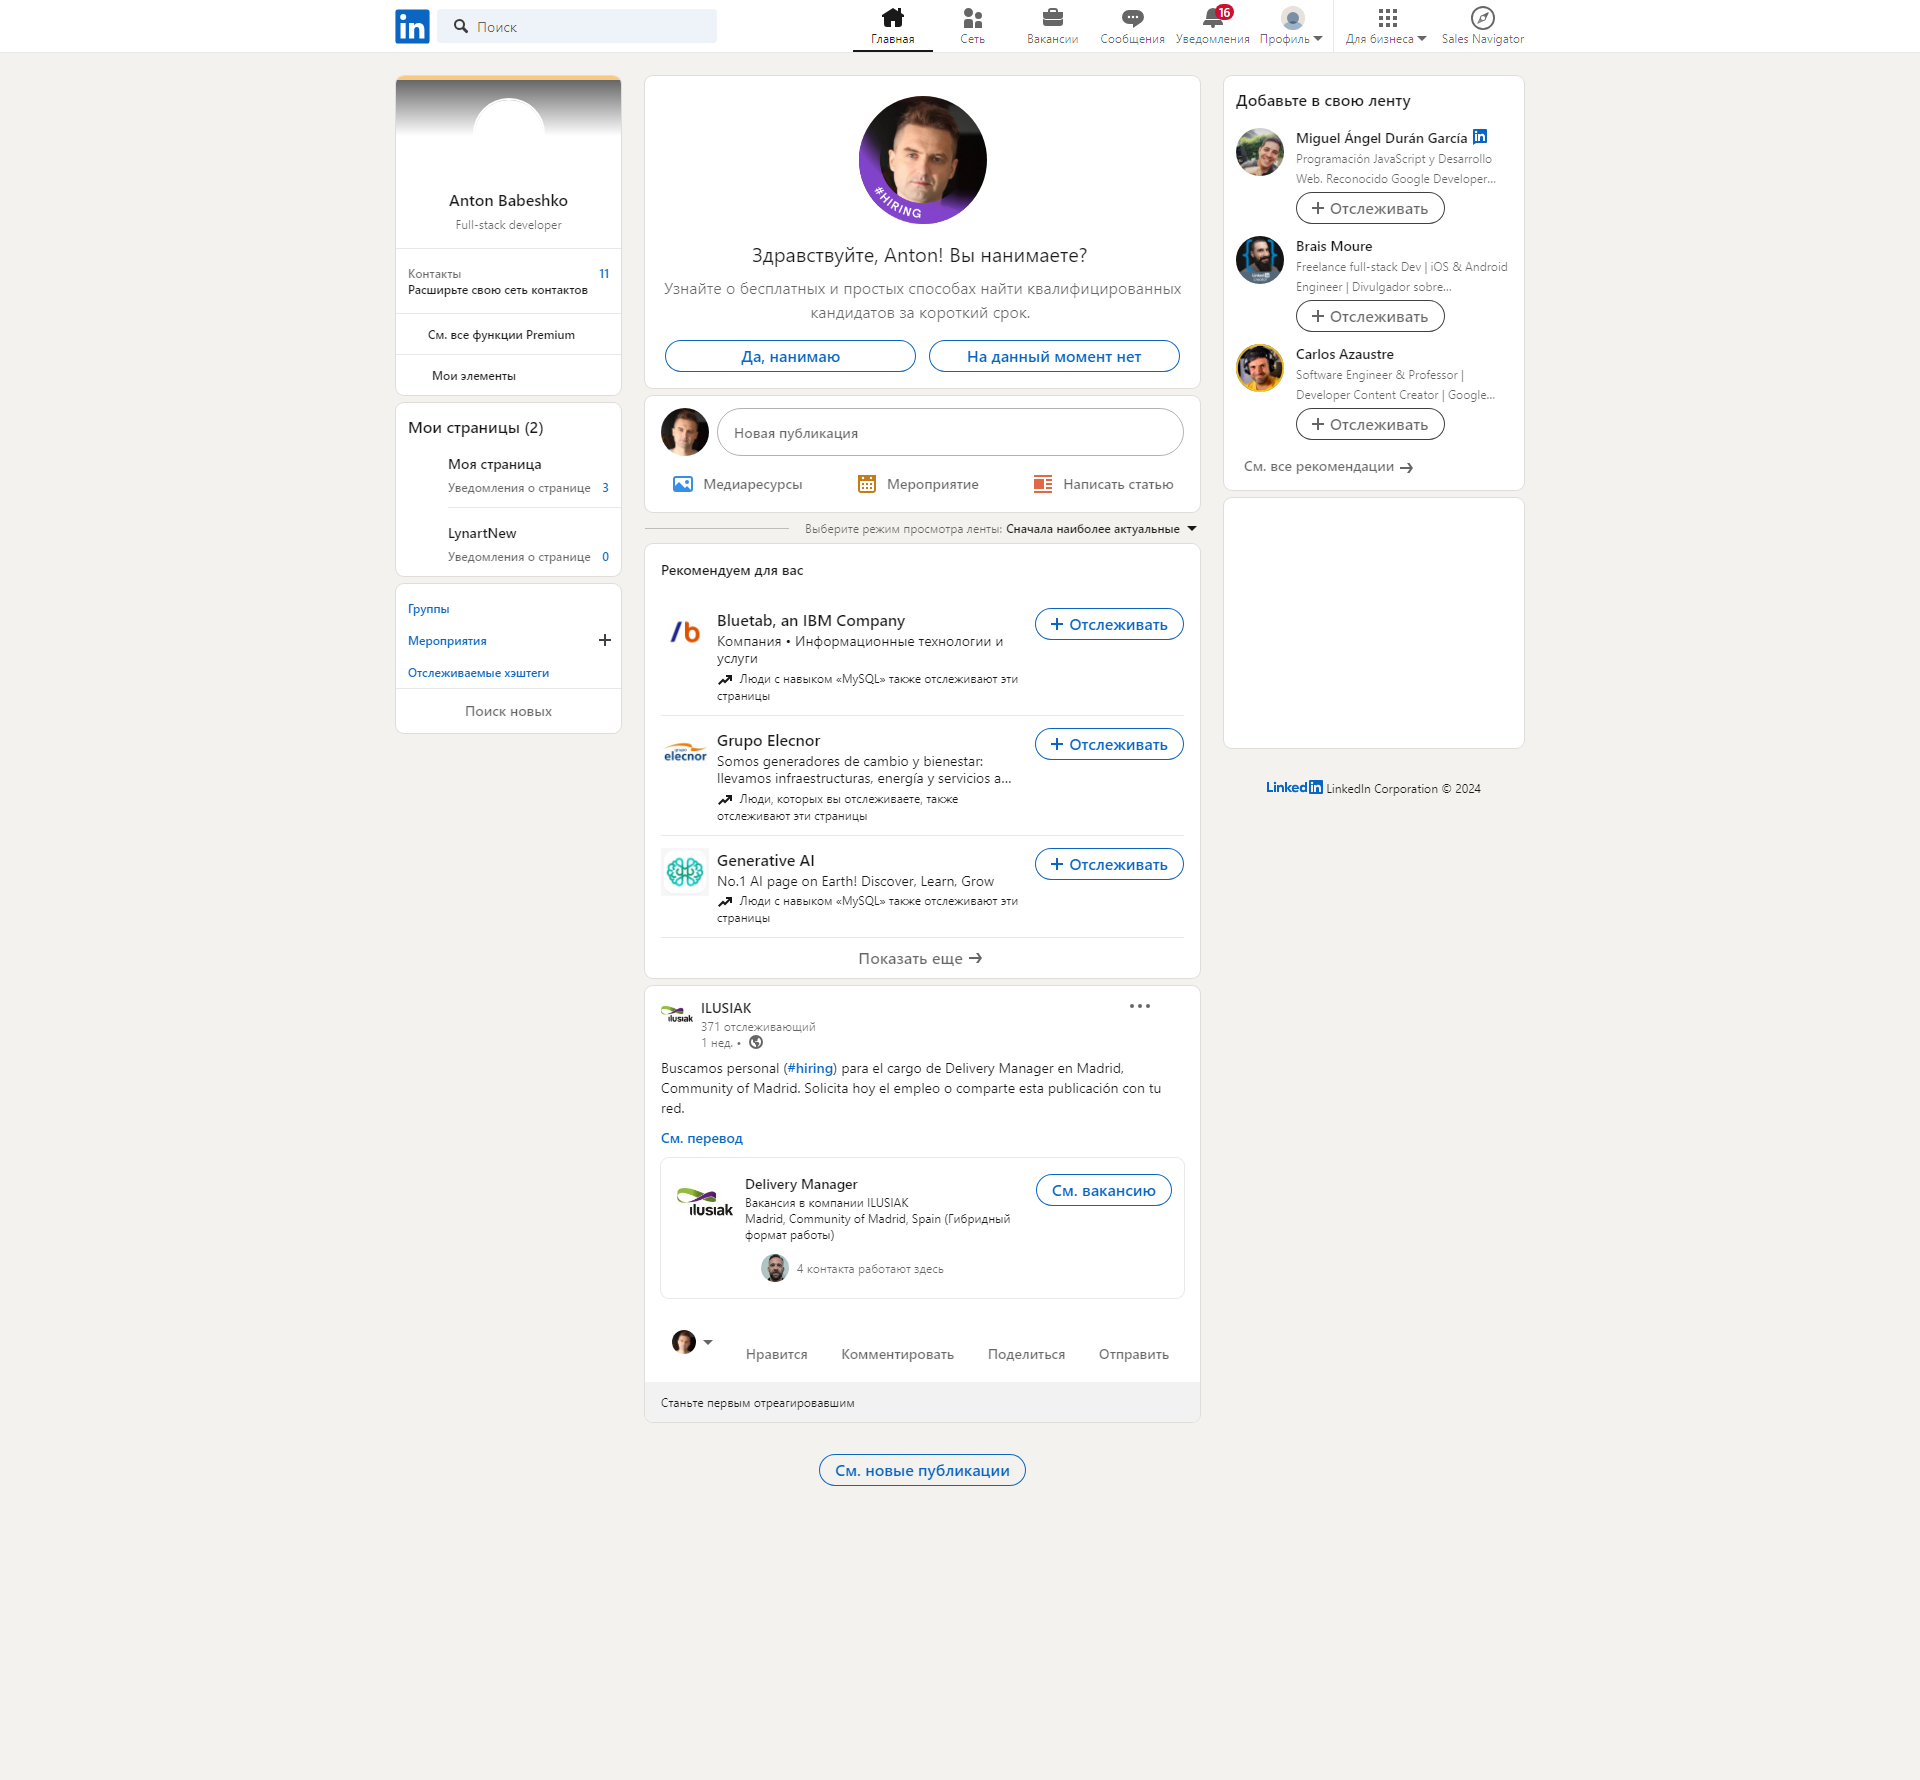 Поиск
Главная
Сеть
Вакансии
Сообщения
16
Уведомления
Профиль
Для бизнеса
Sales Navigator
Anton Babeshko
Full-stack developer
Контакты 11
Расширьте свою сеть контактов
См. все функции Premium
Мои элементы
Мои страницы (2)
Моя страница
Уведомления о странице 3
LynartNew
Уведомления о странице 0
Группы
Мероприятия
Отслеживаемые хэштеги
Поиск новых
#HIRING
Здравствуйте, Anton! Вы нанимаете?
Узнайте о бесплатных и простых способах найти квалифицированных
кандидатов за короткий срок.
Да, нанимаю
На данный момент нет
Новая публикация
Медиаресурсы
Мероприятие
Написать статью
Выберите режим просмотра ленты: Сначала наиболее актуальные
Рекомендуем для вас
/b
Bluetab, an IBM Company
Компания • Информационные технологии и
услуги
Люди с навыком «MySQL» также отслеживают эти
страницы
+ Отслеживать
elecnor
Grupo Elecnor
Somos generadores de cambio y bienestar:
llevamos infraestructuras, energía y servicios a...
Люди, которых вы отслеживаете, также
отслеживают эти страницы
+ Отслеживать
Generative AI
No.1 AI page on Earth! Discover, Learn, Grow
Люди с навыком «MySQL» также отслеживают эти
страницы
+ Отслеживать
Показать еще →
ilusiak
ILUSIAK
371 отслеживающий
1 нед. •
Buscamos personal (#hiring) para el cargo de Delivery Manager en Madrid,
Community of Madrid. Solicita hoy el empleo o comparte esta publicación con tu
red.
См. перевод
ilusiak
Delivery Manager
Вакансия в компании ILUSIAK
Madrid, Community of Madrid, Spain (Гибридный
формат работы)
4 контакта работают здесь
См. вакансию
Нравится
Комментировать
Поделиться
Отправить
Станьте первым отреагировавшим
См. новые публикации
Добавьте в свою ленту
Miguel Ángel Durán García in
Programación JavaScript y Desarrollo
Web. Reconocido Google Developer...
+ Отслеживать
Brais Moure
Freelance full-stack Dev | iOS & Android
Engineer | Divulgador sobre...
+ Отслеживать
Carlos Azaustre
Software Engineer & Professor |
Developer Content Creator | Google...
+ Отслеживать
См. все рекомендации →
Linkedin LinkedIn Corporation © 2024